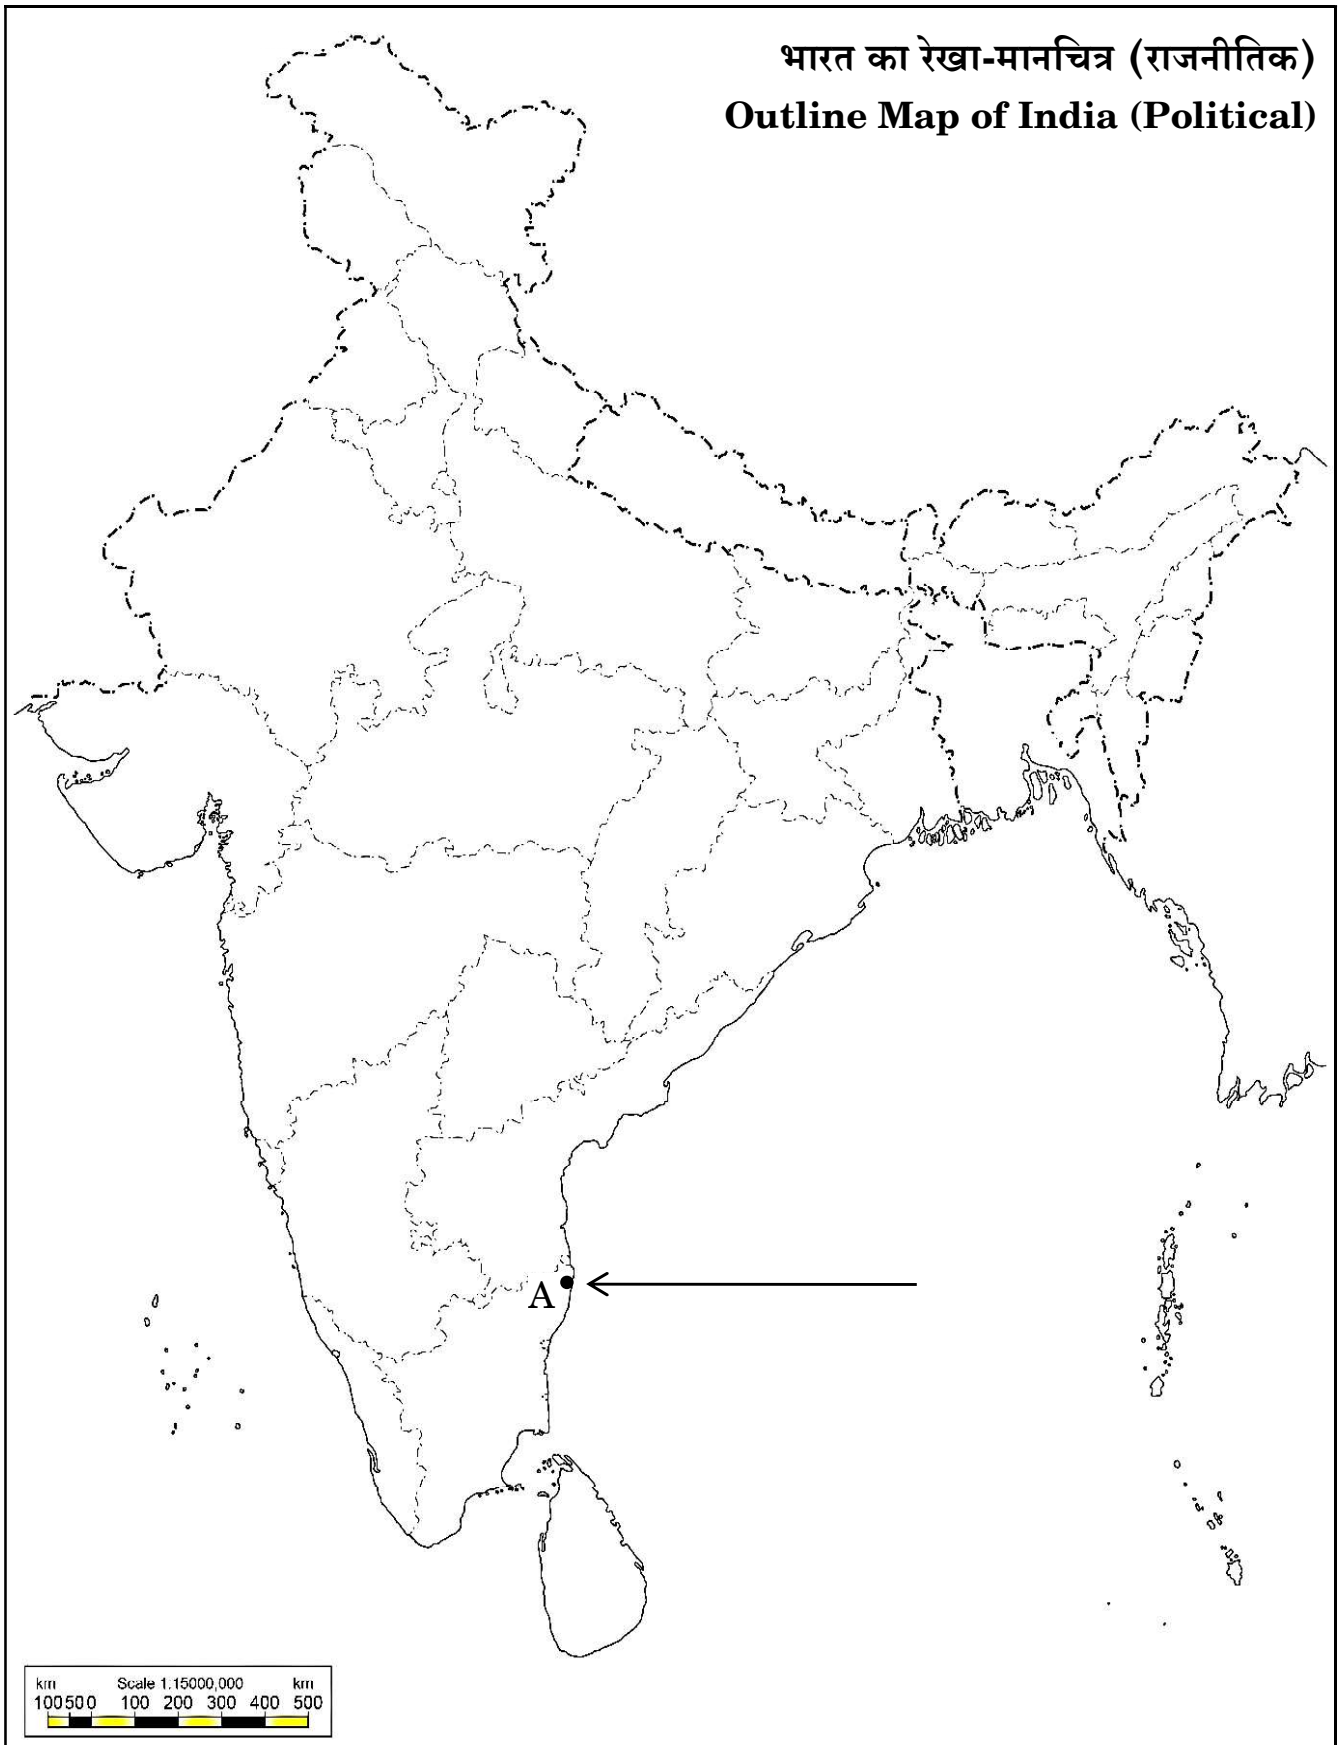 भारत का रेखा-मानचित्र (राजनीतिक)
Outline Map of India (Political)
A
km Scale 1:15000,000 km
100 50 0 100 200 300 400 500